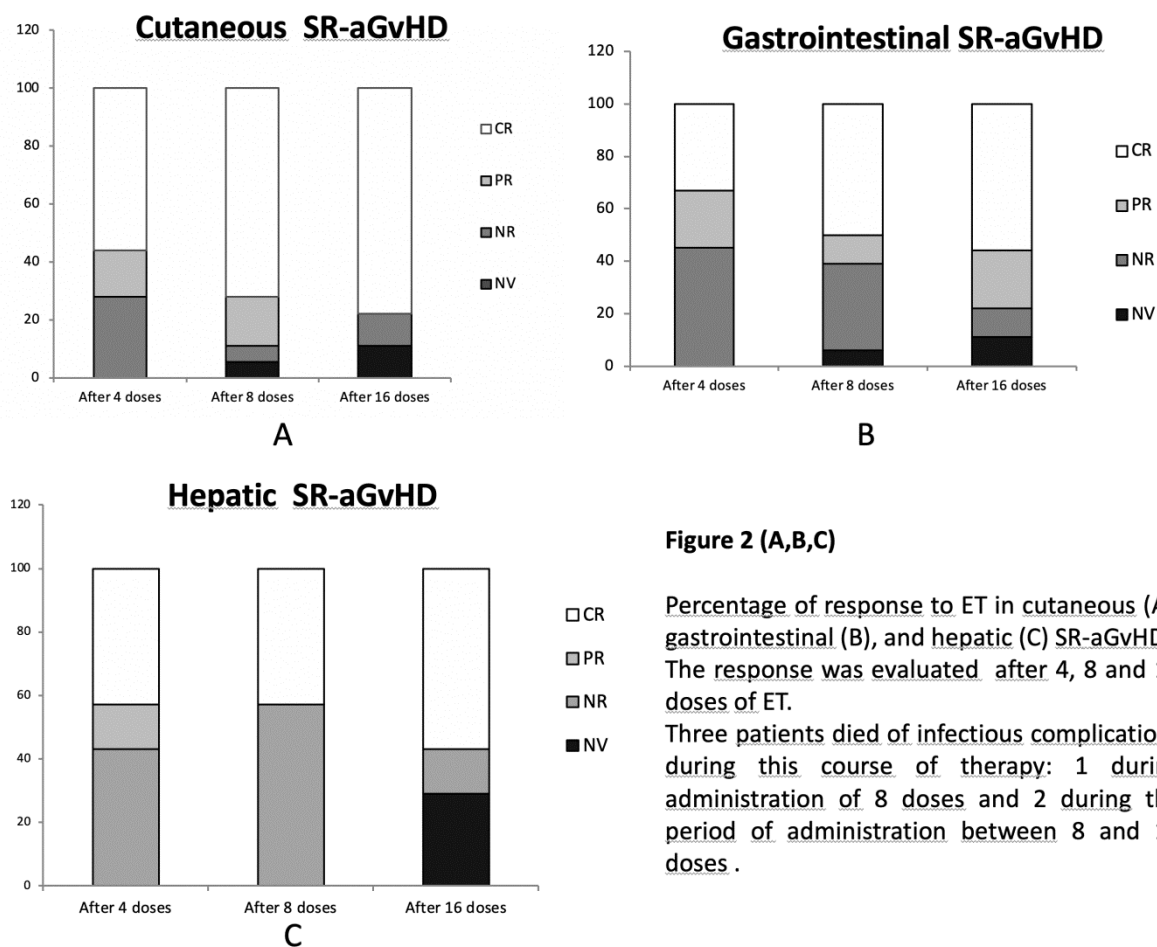 Cutaneous SR-aGvHD
120
100
80
60
40
20
0
After 4 doses After 8 doses After 16 doses
CR
PR
NR
NV
A
Gastrointestinal SR-aGvHD
120
100
80
60
40
20
0
After 4 doses After 8 doses After 16 doses
CR
PR
NR
NV
B
Hepatic SR-aGvHD
120
100
80
60
40
20
0
After 4 doses After 8 doses After 16 doses
CR
PR
NR
NV
C
Figure 2 (A,B,C)
Percentage of response to ET in cutaneous (A
gastrointestinal (B), and hepatic (C) SR-aGvHD
The response was evaluated after 4, 8 and
doses of ET.
Three patients died of infectious complication
during this course of therapy: 1
administration of 8 doses and 2 during
period of administration between 8 and
doses .